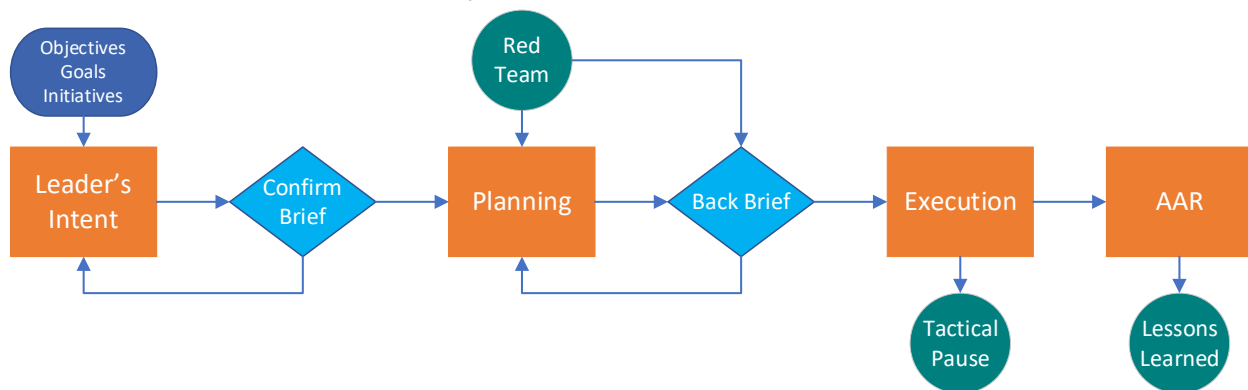 Objectives
Goals
Initiatives
Red
Team
Leader’s
Intent
Confirm
Brief
Planning
Back Brief
Execution
AAR
Tactical
Pause
Lessons
Learned